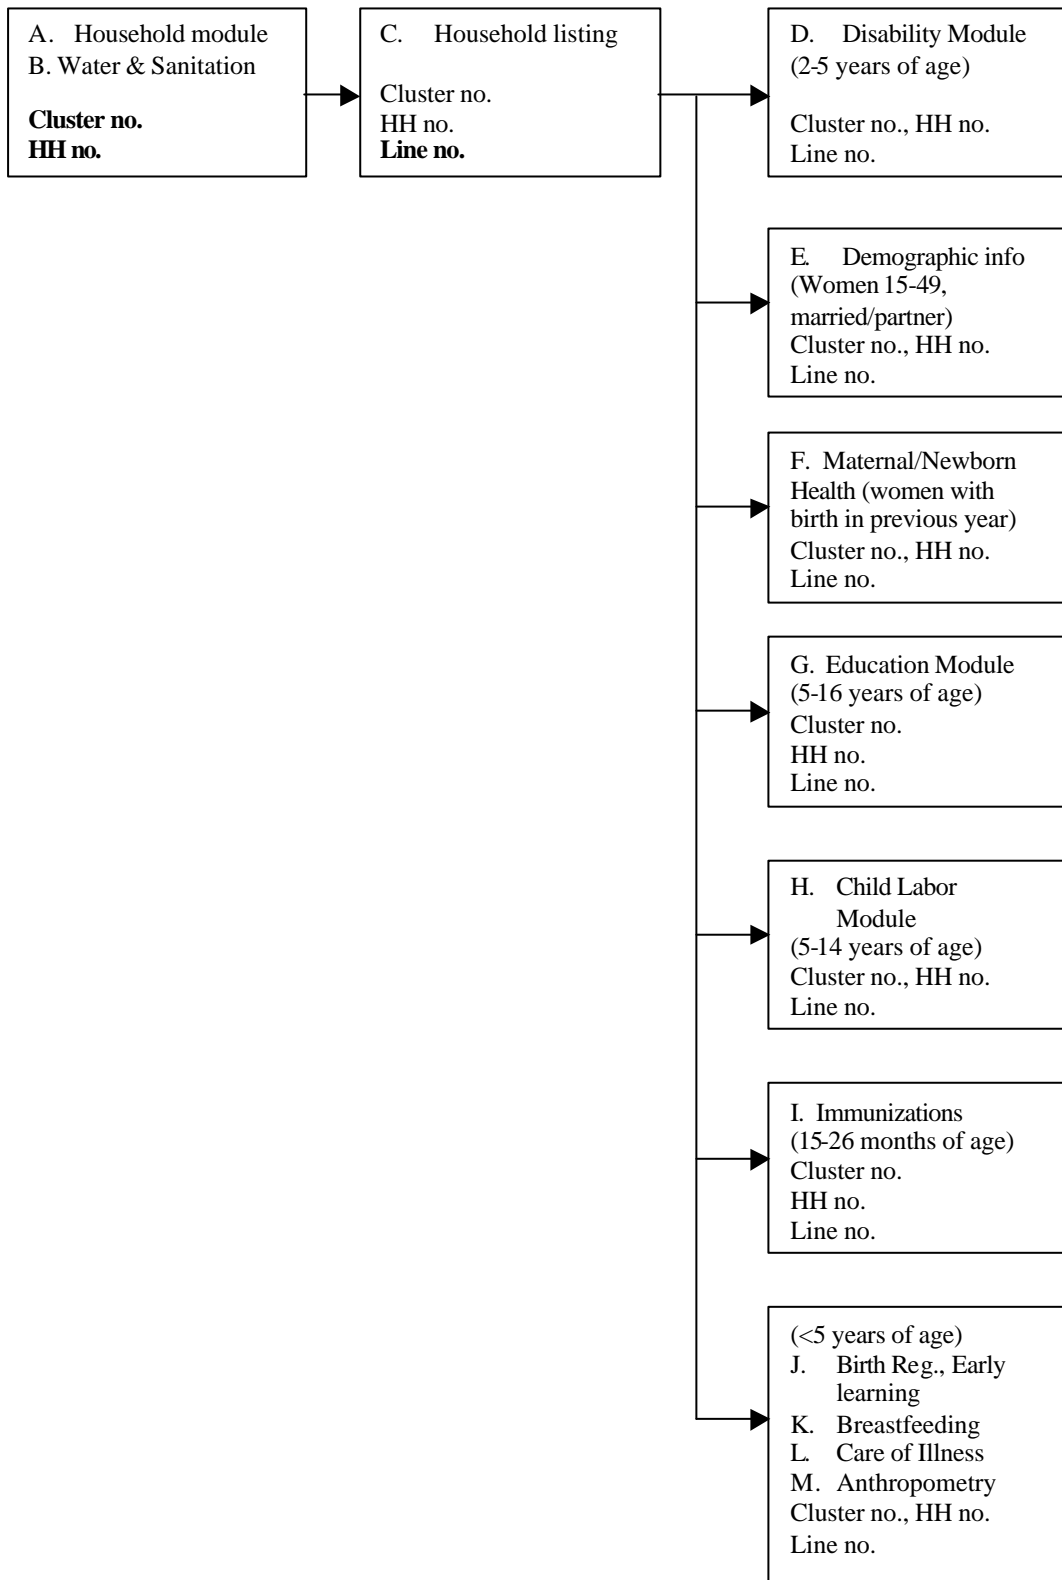 A. Household module
B. Water & Sanitation
Cluster no.
HH no.
C. Household listing
Cluster no.
HH no.
Line no.
D. Disability Module
(2-5 years of age)
Cluster no., HH no.
Line no.
E. Demographic info
(Women 15-49,
married/partner)
Cluster no., HH no.
Line no.
F. Maternal/Newborn
Health (women with
birth in previous year)
Cluster no., HH no.
Line no.
G. Education Module
(5-16 years of age)
Cluster no.
HH no.
Line no.
H. Child Labor
Module
(5-14 years of age)
Cluster no., HH no.
Line no.
I. Immunizations
(15-26 months of age)
Cluster no.
HH no.
Line no.
(<5 years of age)
J. Birth Reg., Early
learning
K. Breastfeeding
L. Care of Illness
M. Anthropometry
Cluster no., HH no.
Line no.